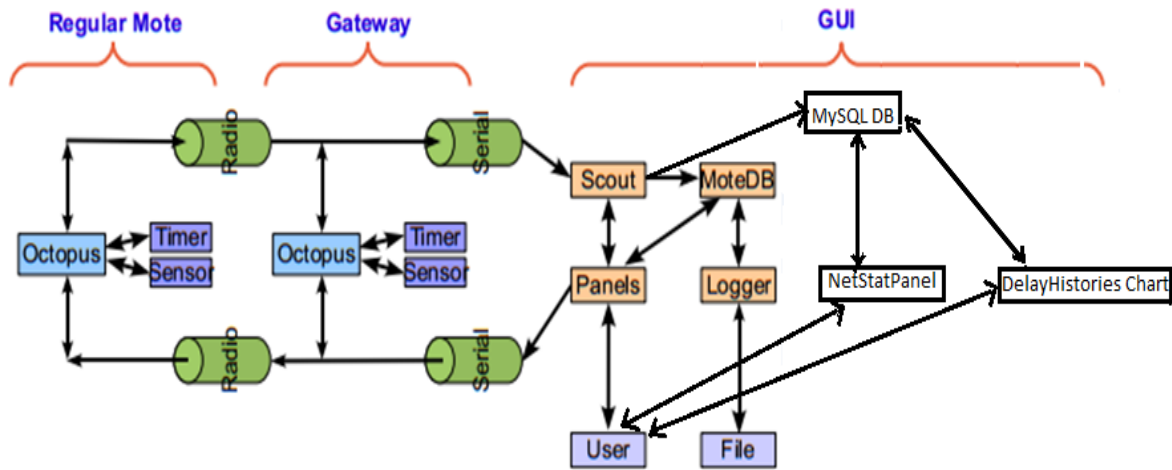 Regular Mote
Gateway
GUI
Radio
Serial
MySQL DB
Scout
MoteDB
Octopus
Timer
Sensor
Octopus
Timer
Sensor
Panels
Logger
NetStatPanel
DelayHistories Chart
Radio
Serial
User
File